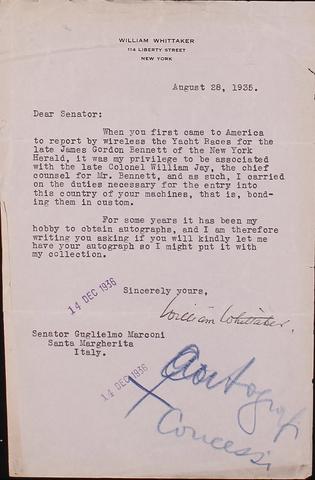 WILLIAM WHITTAKER
114 LIBERTY STREET
NEW YORK
August 28, 1935.
Dear Senator:
When you first came to America
to report by wireless the Yacht Races for the
late James Gordon Bennett of the New York
Herald, it was my privilege to be associated
with the late Colonel William Jay, the chief
counsel for Mr. Bennett, and as such, I carried
on the duties necessary for the entry into
this country of your machines, that is, bond-
ing them in custom.
For some years it has been my
hobby to obtain autographs, and I am therefore
writing you asking if you will kindly let me
have your autograph so I might put it with
my collection.
Sincerely yours,
14 DEC 1936
William Whittaker.
Senator Guglielmo Marconi
Santa Margherita
Italy.
14 DEC 1936
Autografi
Concessi